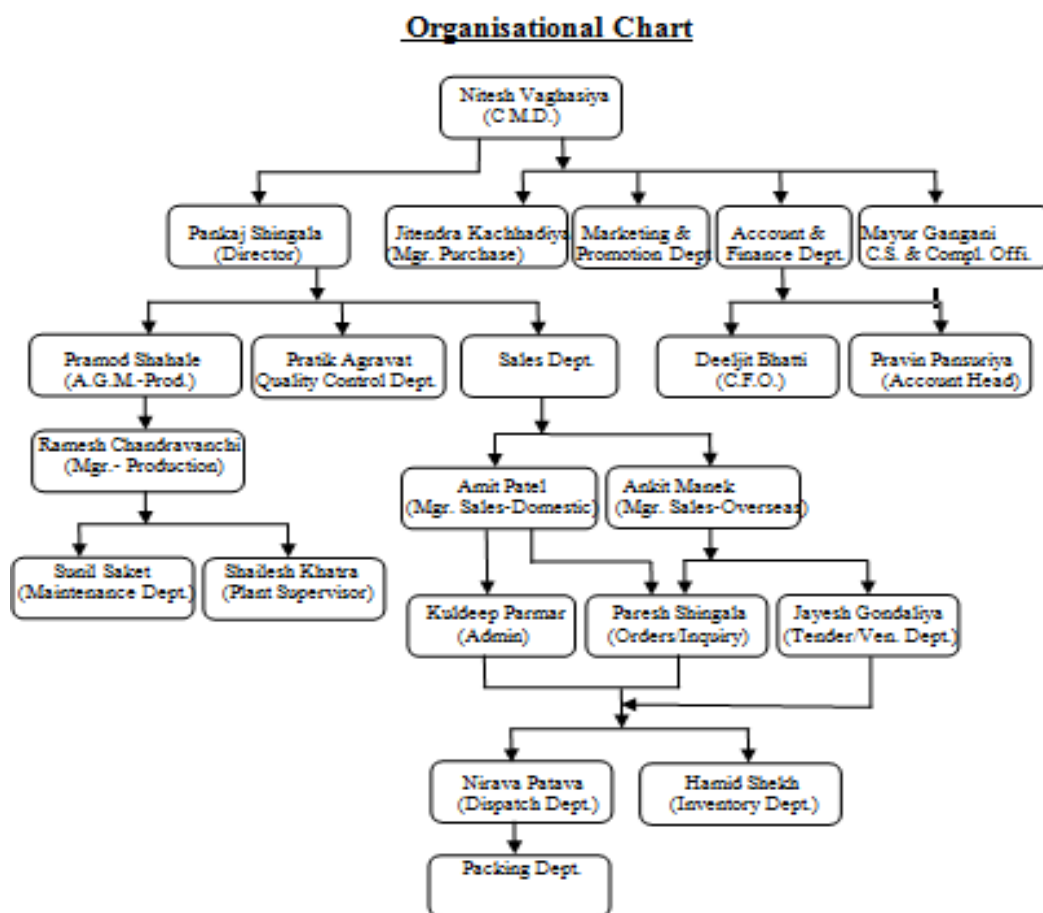 Organisational Chart
Nitesh Vaghasiya
(C M.D.)
Pankaj Shingala
(Director)
Jitendra Kachhadiya
(Mgr. Purchase)
Marketing &
Promotion Dept
Account &
Finance Dept.
Mayur Gangani
C.S. & Compl. Offi.
Pramod Shahale
(A.G.M.-Prod.)
Pratik Agravat
Quality Control Dept.
Sales Dept.
Deeljit Bhatti
(C.F.O.)
Pravin Pansuriya
(Account Head)
Ramesh Chandravanchi
(Mgr.- Production)
Amit Patel
(Mgr. Sales-Domestic)
Ankit Manek
(Mgr. Sales-Overseas)
Sunil Saket
(Maintenance Dept.)
Shailesh Khatra
(Plant Supervisor)
Kuldeep Parmar
(Admin)
Paresh Shingala
(Orders/Inquiry)
Jayesh Gondaliya
(Tender/Ven. Dept.)
Nirava Patava
(Dispatch Dept.)
Hamid Shekh
(Inventory Dept.)
Packing Dept.